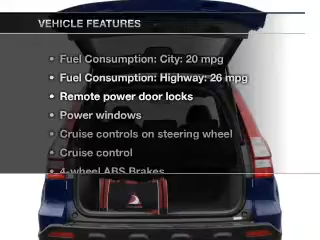 VEHICLE FEATURES
• Fuel Consumption: City: 20 mpg
• Fuel Consumption: Highway: 26 mpg
• Remote power door locks
• Power windows
• Cruise controls on steering wheel
• Cruise control
• 4-wheel ABS Brakes